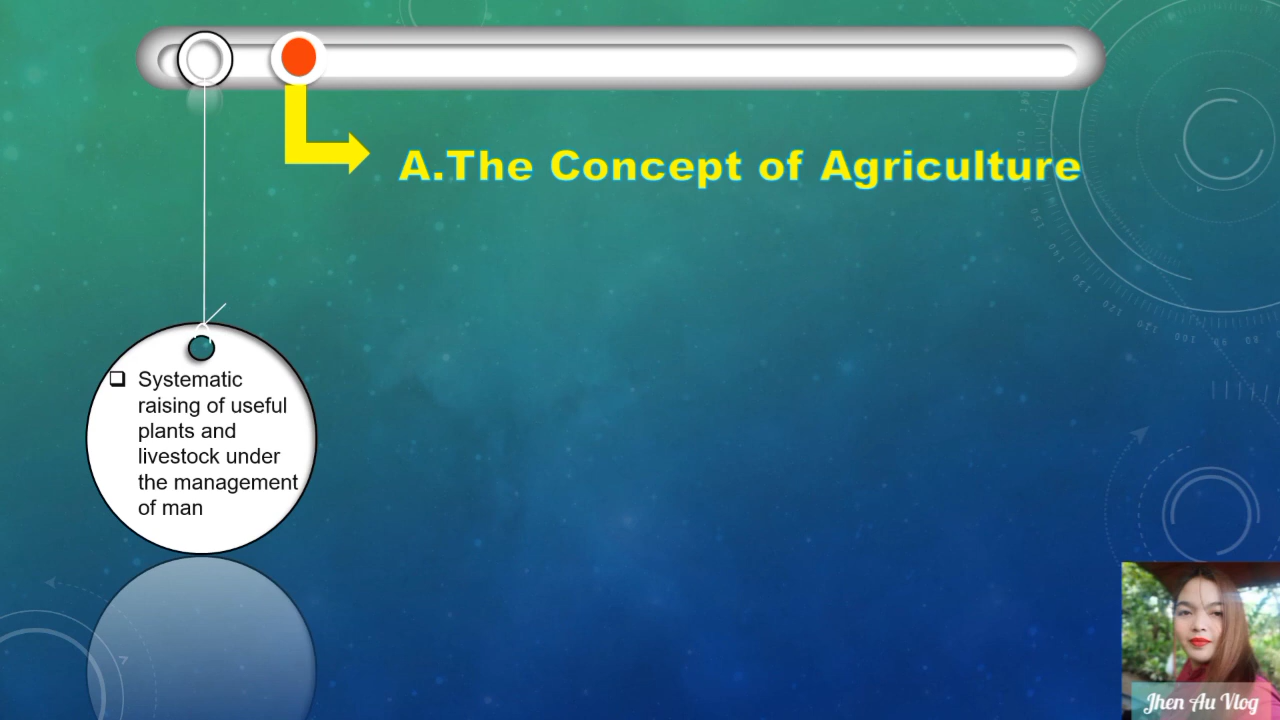 A.The Concept of Agriculture
❑ Systematic
raising of useful
plants and
livestock under
the management
of man
Jhen Au Vlog